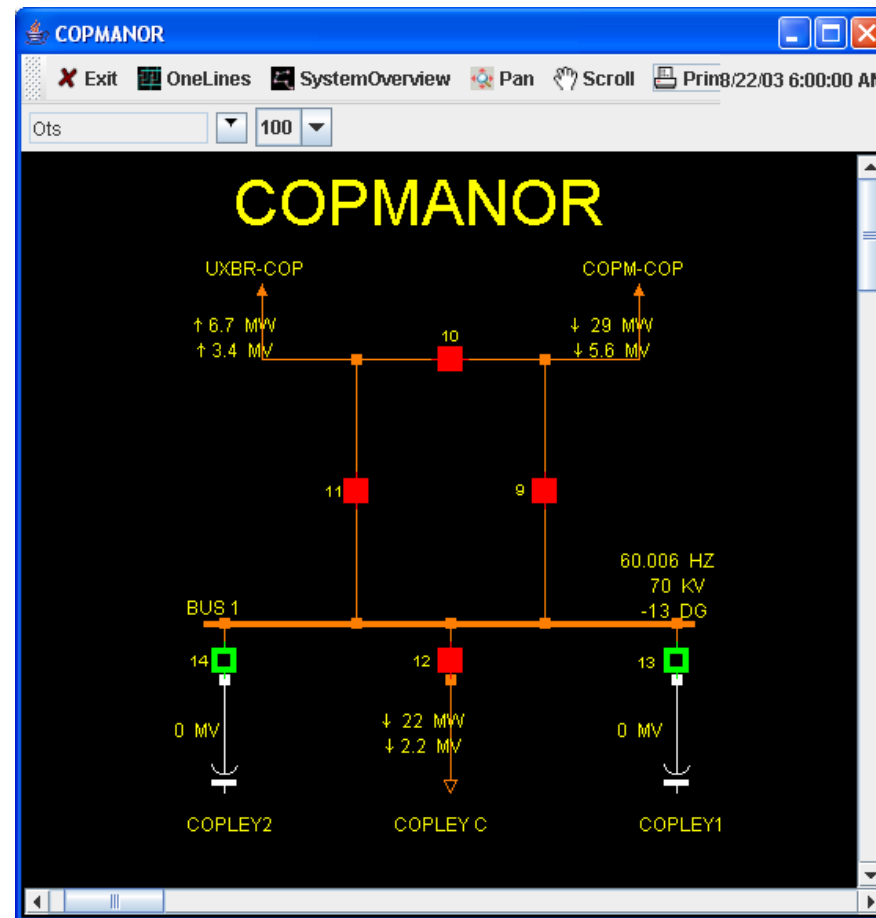 COPMANOR
Exit OneLines SystemOverview Pan Scroll Prin8/22/03 6:00:00 AM
Ots 100
COPMANOR
UXBR-COP COPM-COP
↑ 6.7 MW 10 ↓ 29 MW
↑ 3.4 MV ↓ 5.6 MV
11 9
60.006 HZ
70 KV
BUS 1 -13 DG
14 12 13
0 MV ↓ 22 MW 0 MV
↓ 2.2 MV
COPLEY2 COPLEY C COPLEY1